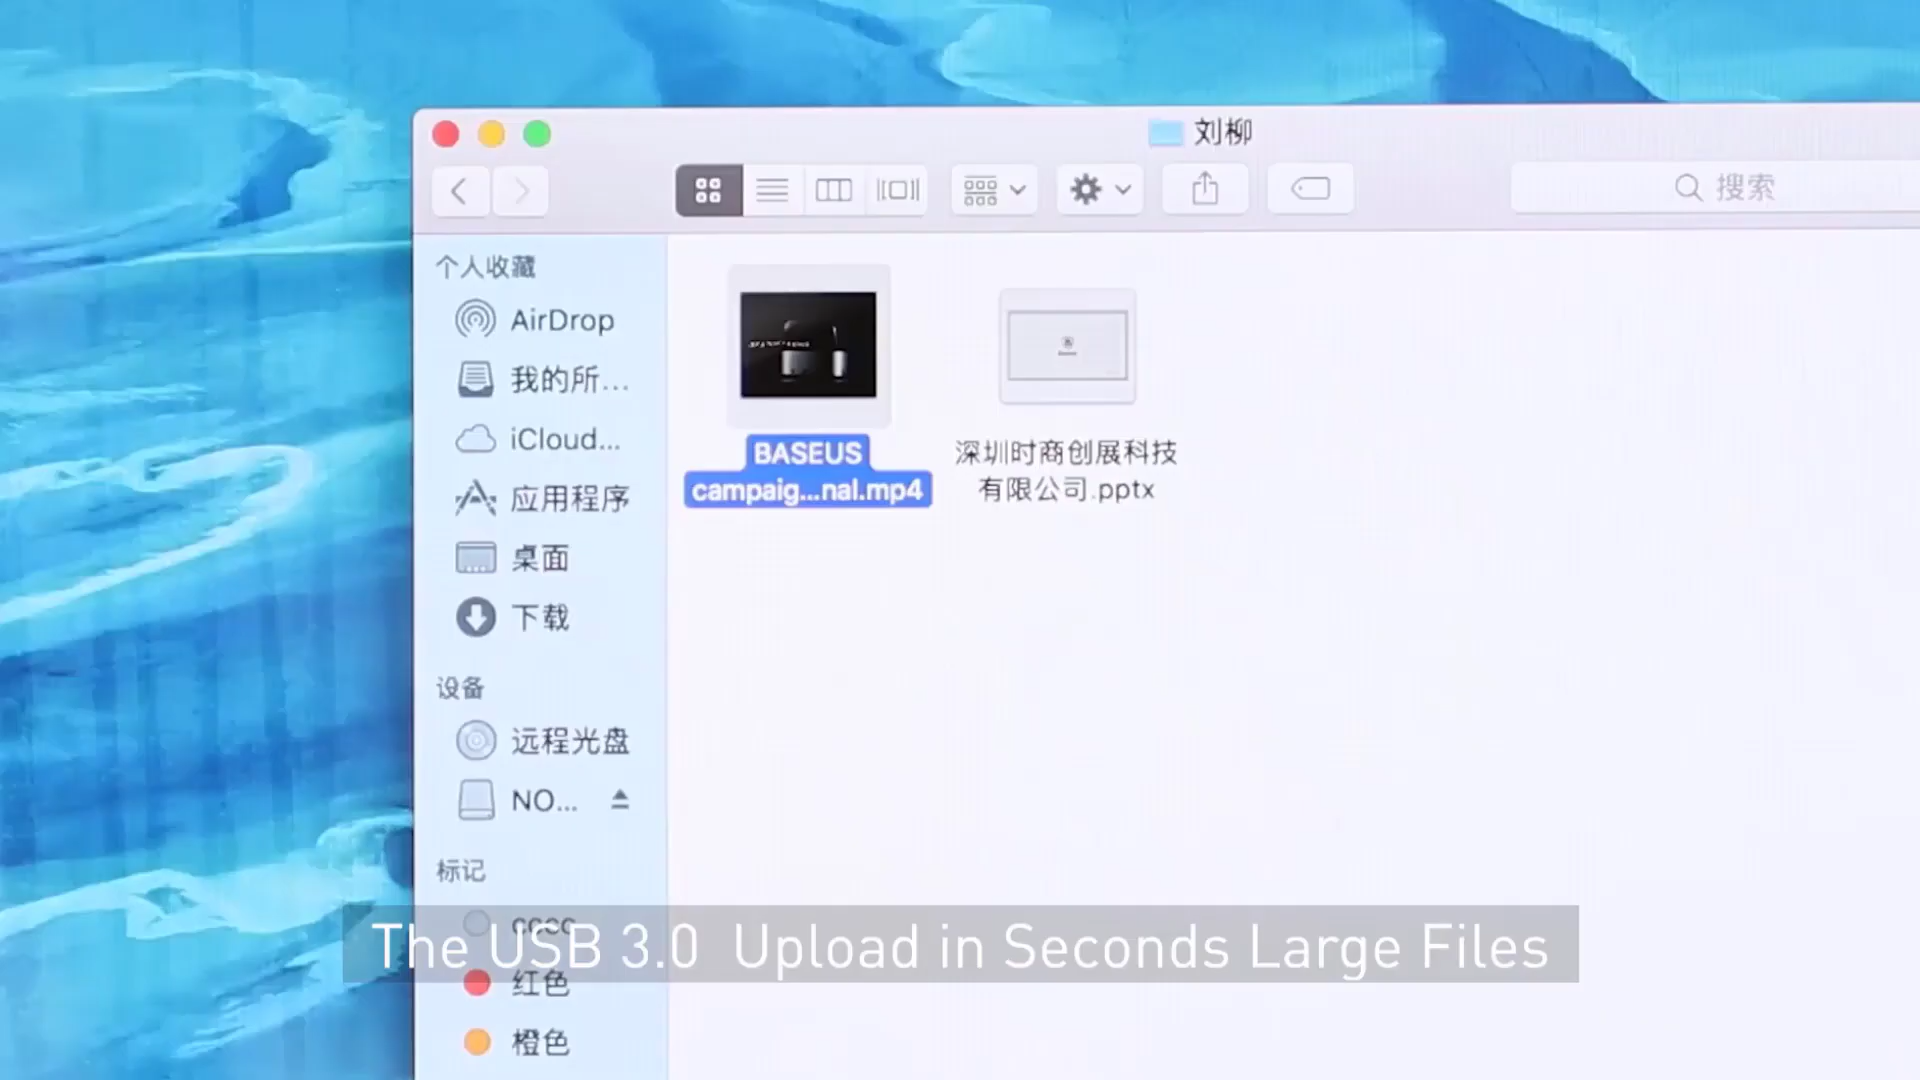 刘柳
搜索
个人收藏
AirDrop
我的所...
iCloud...
应用程序
桌面
下载
设备
远程光盘
NO...
标记
红色
橙色
BASEUS
campaig...nal.mp4
深圳时商创展科技
有限公司.pptx
The USB 3.0 Upload in Seconds Large Files